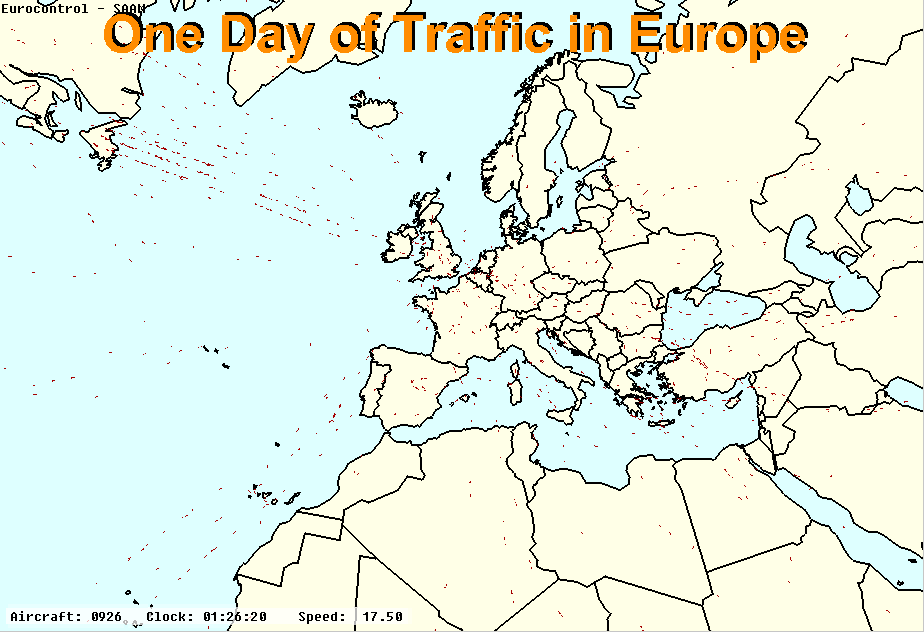 Eurocontrol - SAAM
One Day of Traffic in Europe
Aircraft: 0926 Clock: 01:26:20 Speed: 17.50